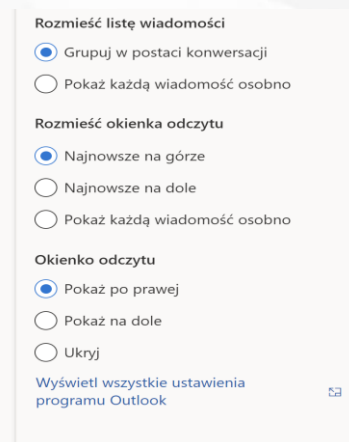 Rozmieść listę wiadomości
Grupuj w postaci konwersacji
Pokaż każdą wiadomość osobno
Rozmieść okienka odczytu
Najnowsze na górze
Najnowsze na dole
Pokaż każdą wiadomość osobno
Okienko odczytu
Pokaż po prawej
Pokaż na dole
Ukryj
Wyświetl wszystkie ustawienia
programu Outlook